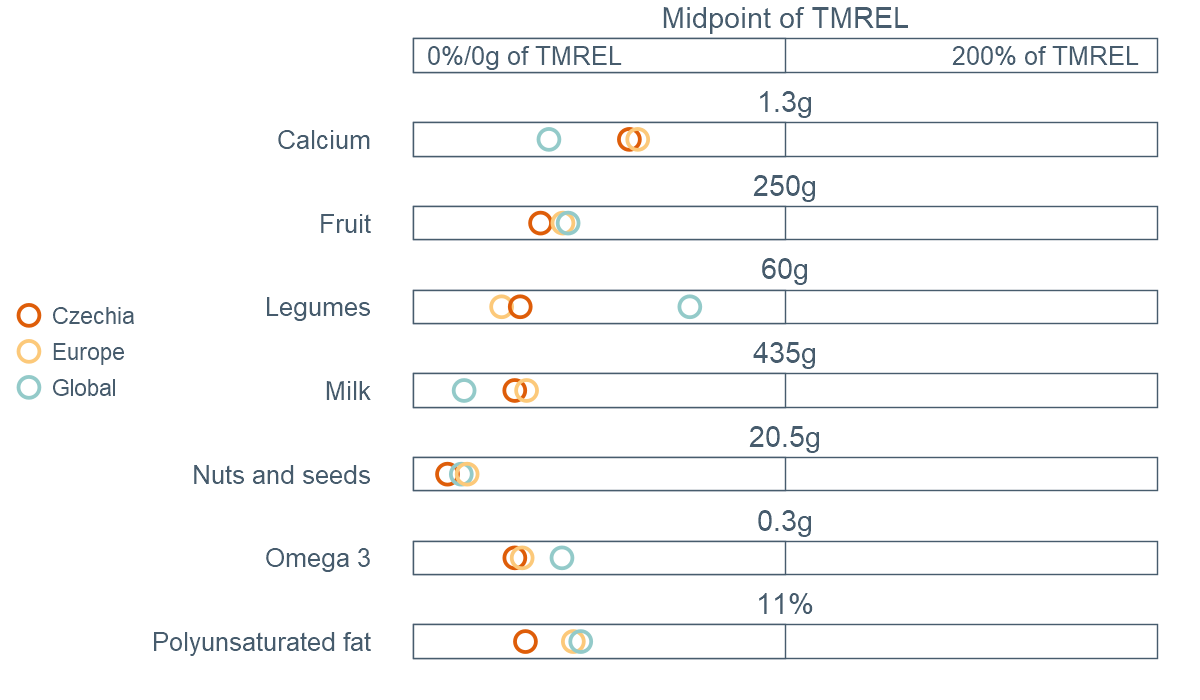 Midpoint of TMREL
0%/0g of TMREL 200% of TMREL
1.3g
Calcium
250g
Fruit
60g
Legumes
435g
Milk
20.5g
Nuts and seeds
0.3g
Omega 3
11%
Polyunsaturated fat
Czechia
Europe
Global